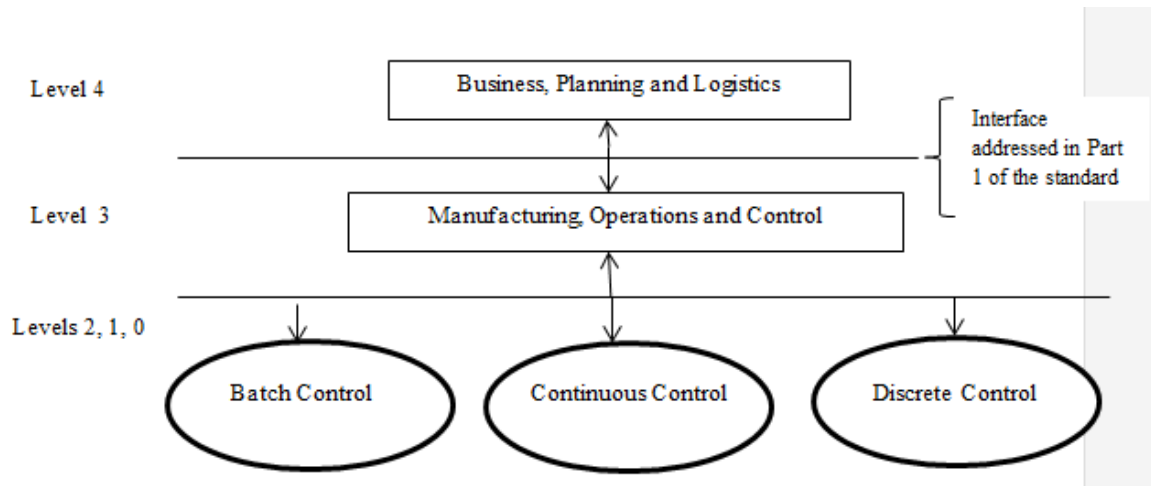 Level 4
Business, Planning and Logistics
Interface
addressed in Part
1 of the standard
Level 3
Manufacturing, Operations and Control
Levels 2, 1, 0
Batch Control
Continuous Control
Discrete Control